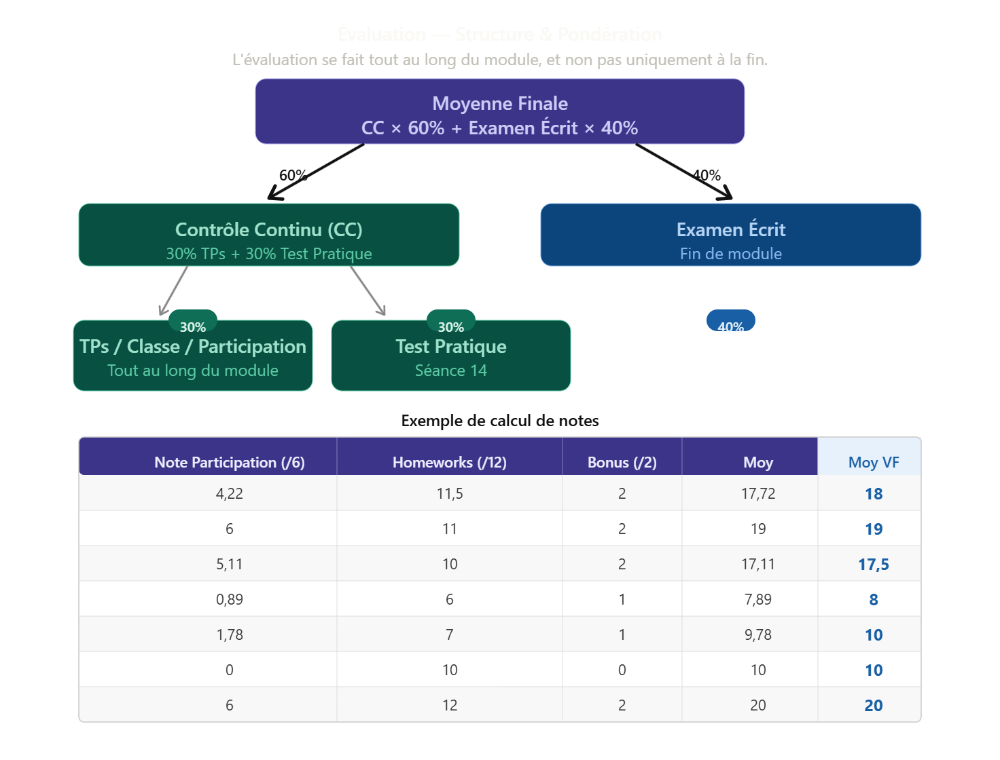 Évaluation — Structure & Pondération
L'évaluation se fait tout au long du module, et non pas uniquement à la fin.
Moyenne Finale
CC × 60% + Examen Écrit × 40%
60%
40%
Contrôle Continu (CC)
30% TPs + 30% Test Pratique
Examen Écrit
Fin de module
30%
TPs / Classe / Participation
Tout au long du module
30%
Test Pratique
Séance 14
40%
Exemple de calcul de notes
Note Participation (/6) Homeworks (/12) Bonus (/2) Moy Moy VF
4,22 11,5 2 17,72 18
6 11 2 19 19
5,11 10 2 17,11 17,5
0,89 6 1 7,89 8
1,78 7 1 9,78 10
0 10 0 10 10
6 12 2 20 20